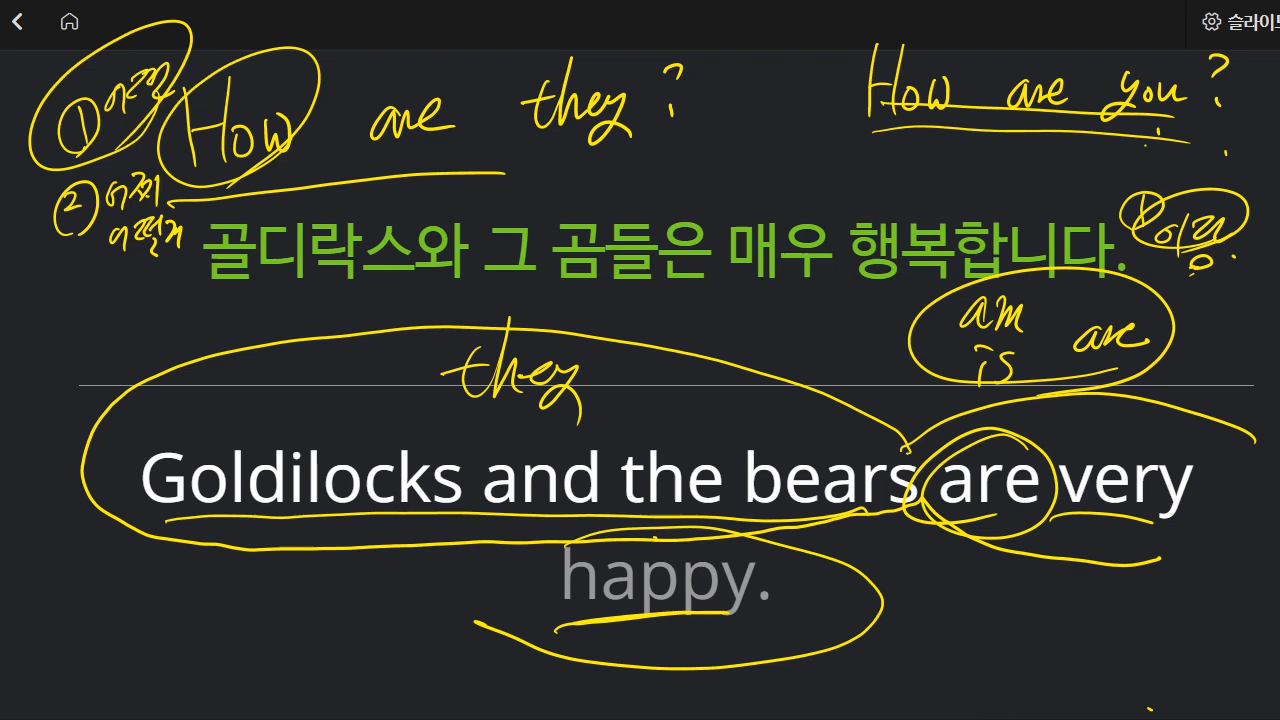 슬라이드
How are they?
How are you?
① 어떤
② 어찌
어떻게
골디락스와 그 곰들은 매우 행복합니다.
①
am
is are
they
Goldilocks and the bears are very
happy.